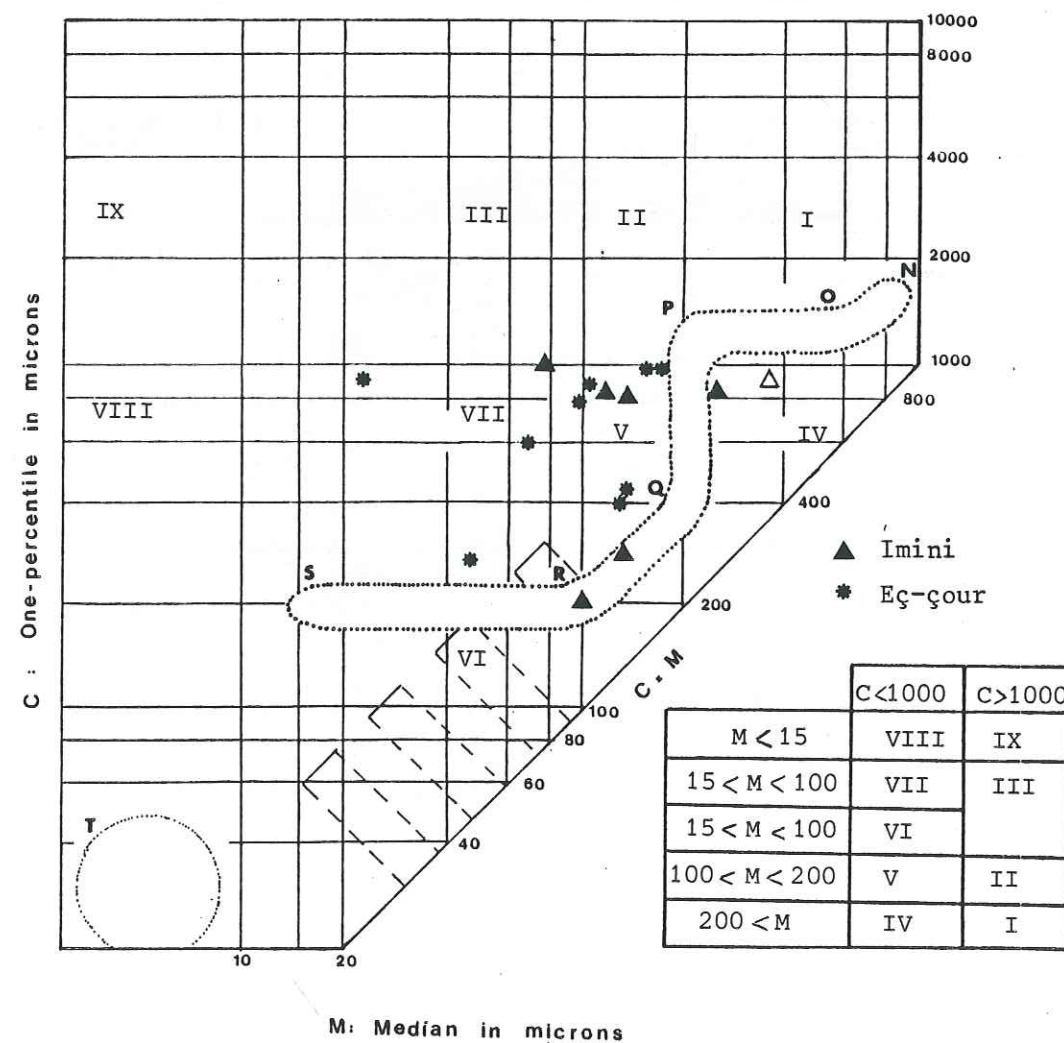 10000
8000
4000
IX III II I
2000
N
O
P
1000
800
VIII VII V IV
Q
400
▲ Imini
✱ Eç-çour
S R
200
VI
C = M
100
80
60
40
T
10 20
C : One-percentile in microns
M: Median in microns
C<1000 C>1000
M < 15 VIII IX
15 < M < 100 VII III
15 < M < 100 VI
100 < M < 200 V II
200 < M IV I